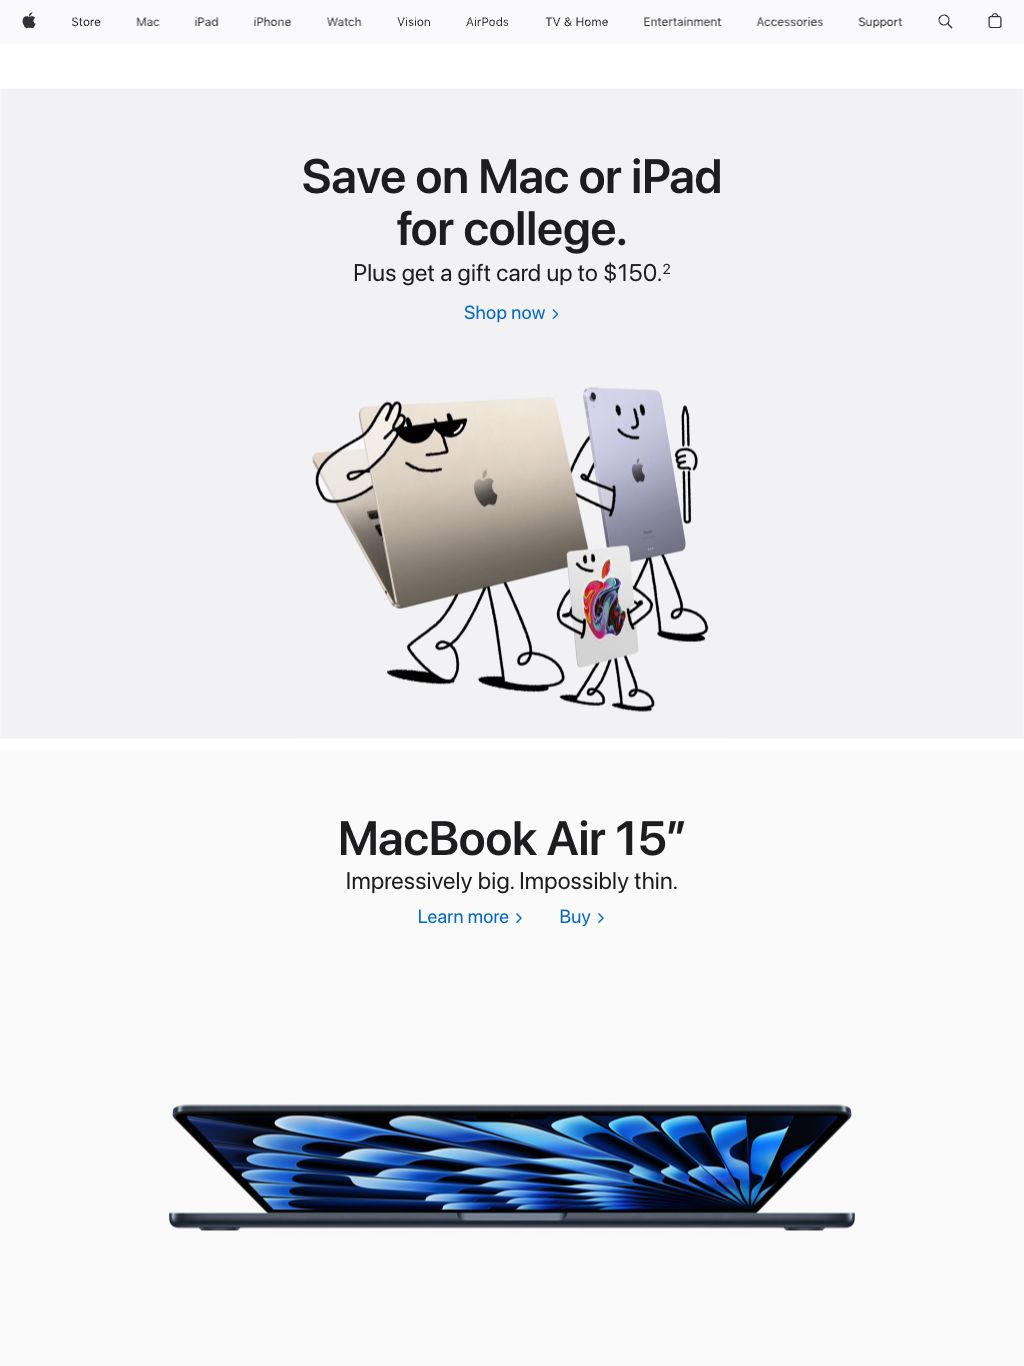 Store Mac iPad iPhone Watch Vision AirPods TV & Home Entertainment Accessories Support
Save on Mac or iPad
for college.
Plus get a gift card up to $150.²
Shop now >
MacBook Air 15”
Impressively big. Impossibly thin.
Learn more > Buy >